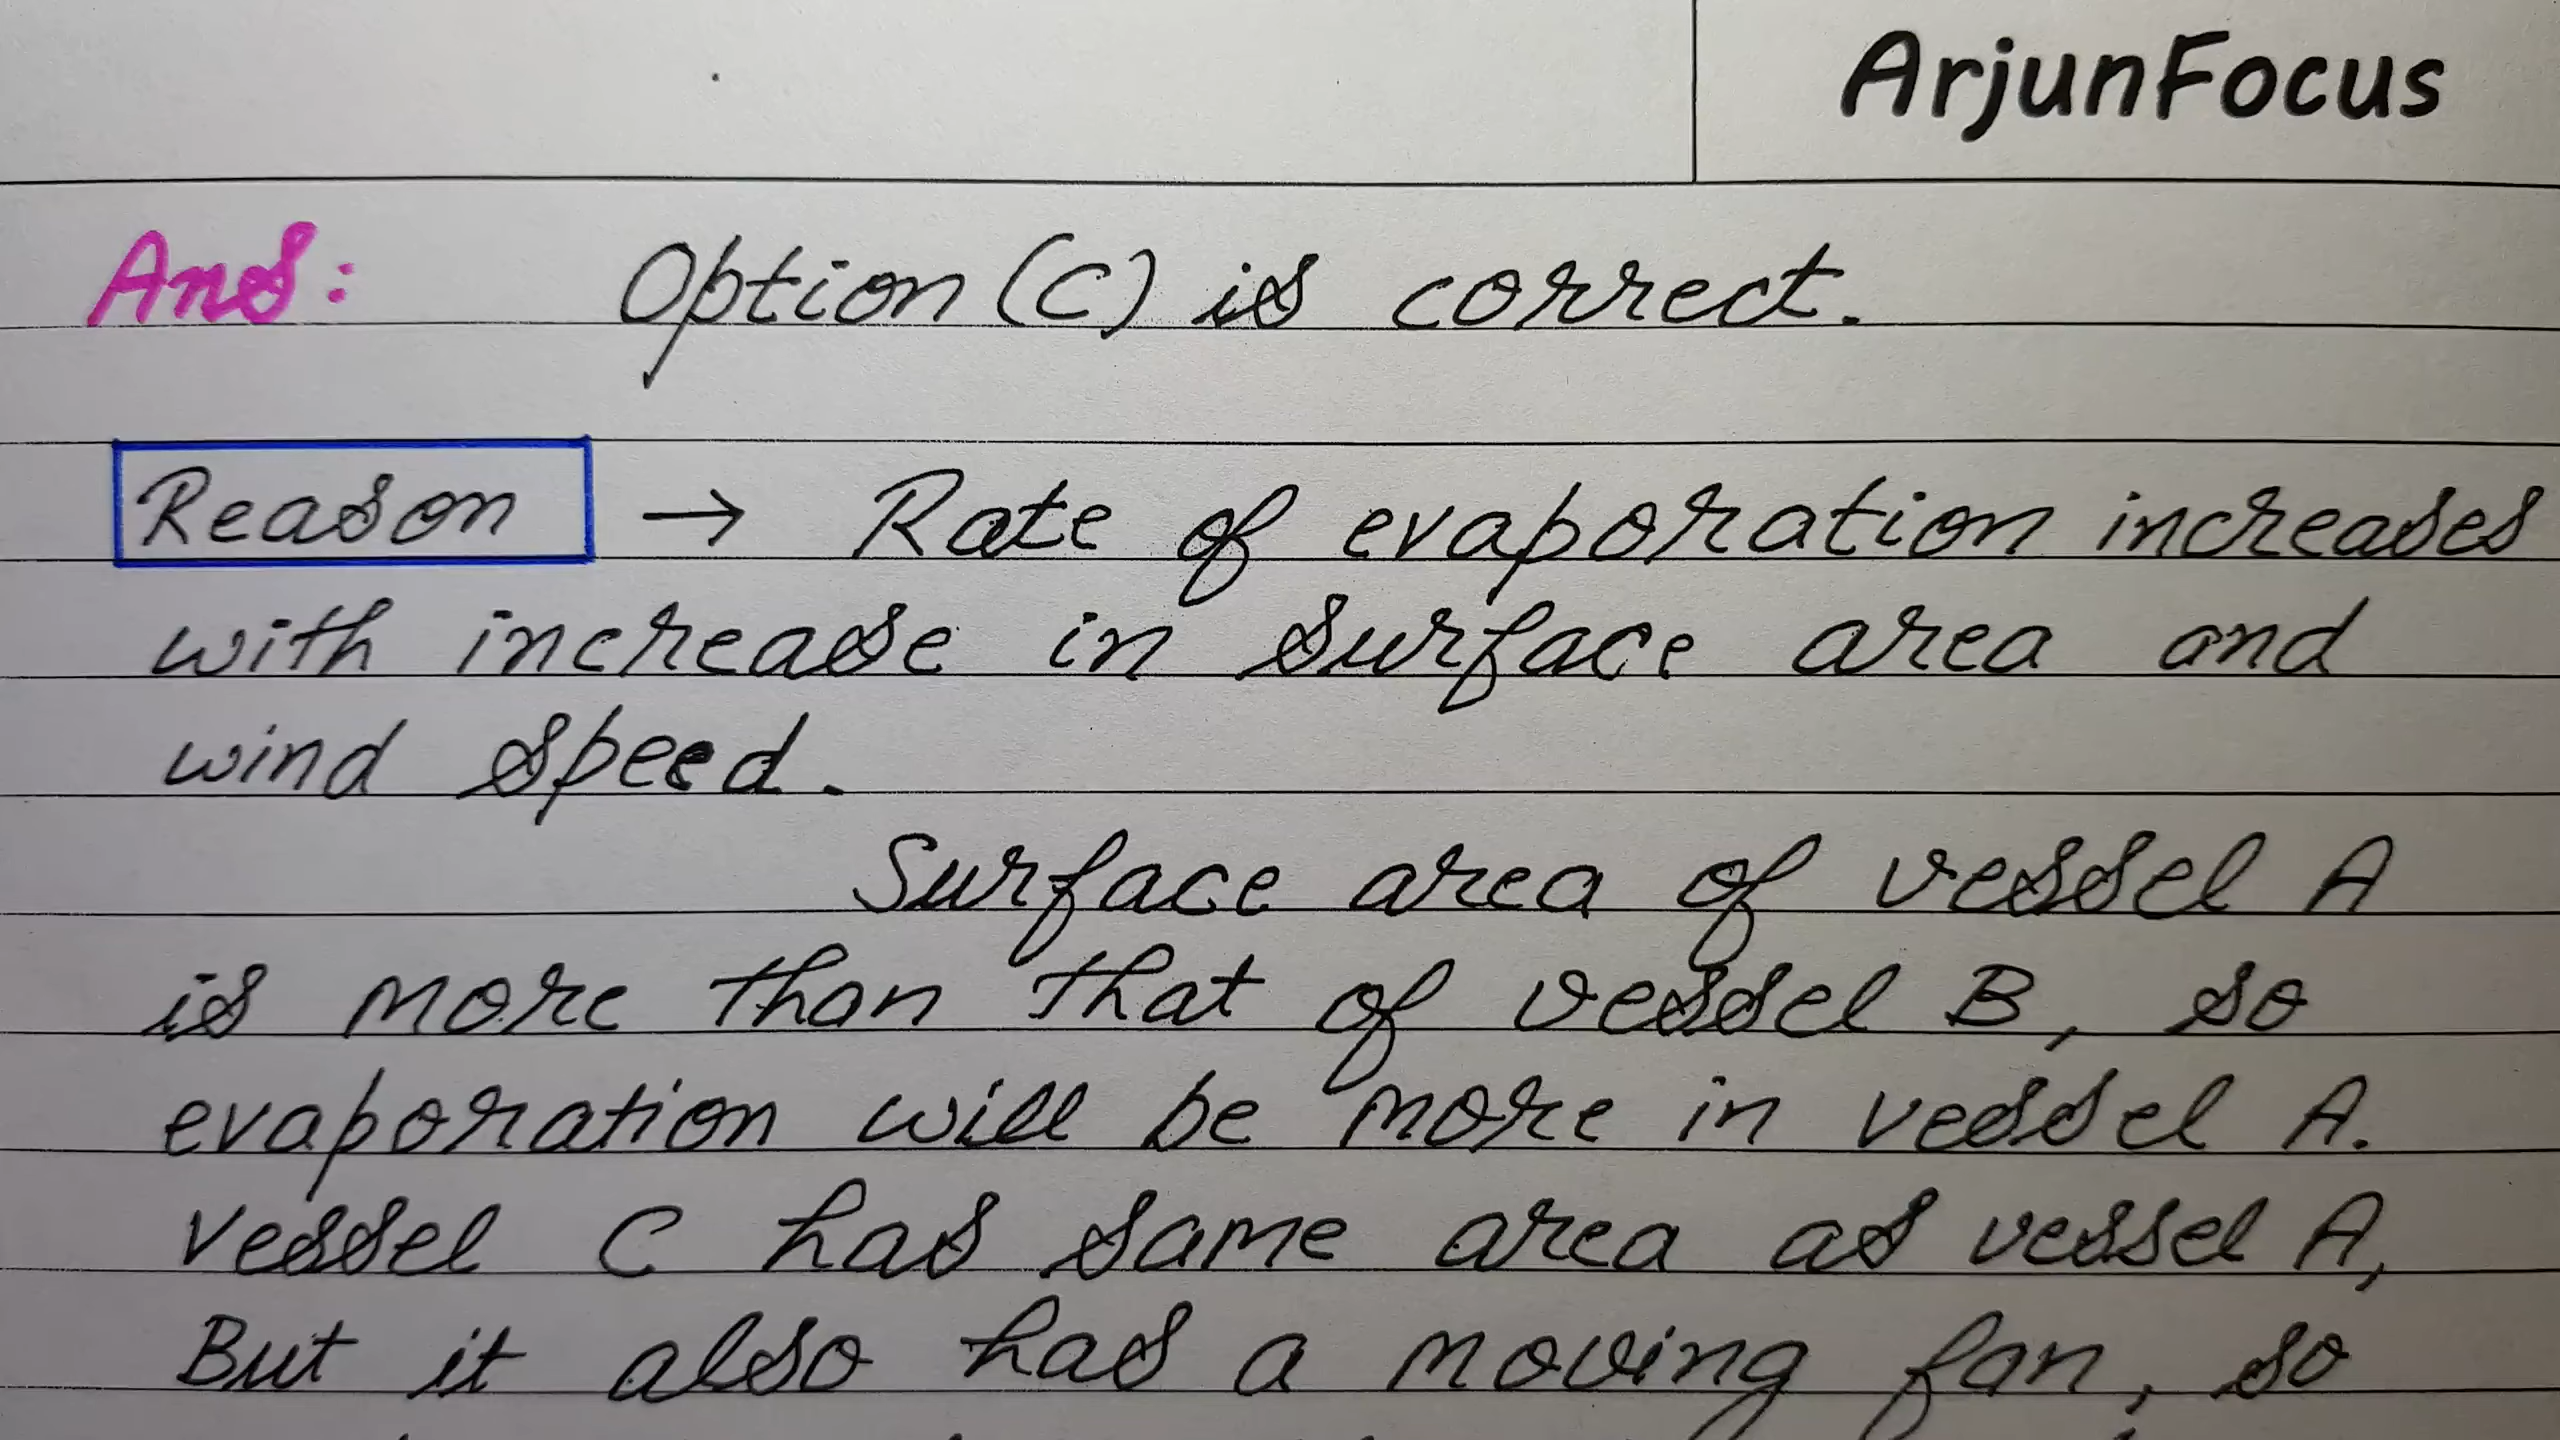 ArjunFocus
Ans: Option (C) is correct.
Reason → Rate of evaporation increases
with increase in surface area and
wind speed.
Surface area of vessel A
is more than that of vessel B, so
evaporation will be more in vessel A.
Vessel C has same area as vessel A,
But it also has a moving fan, so